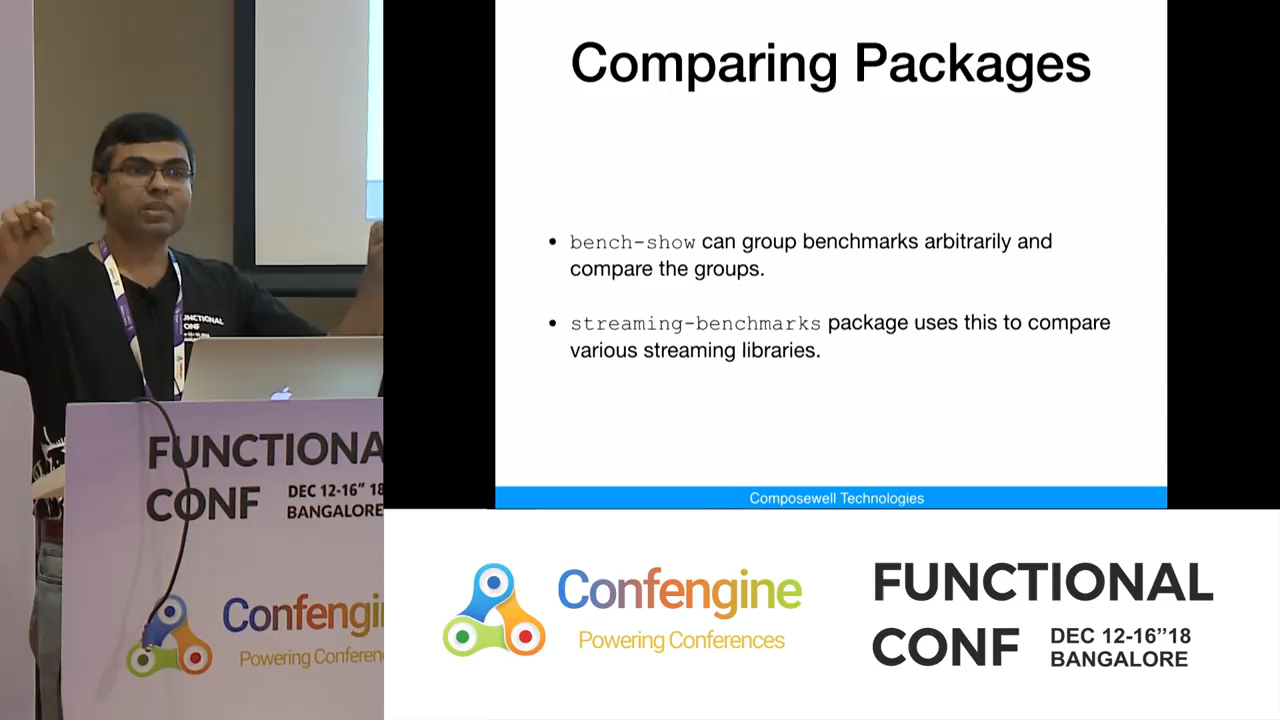 Comparing Packages
• bench-show can group benchmarks arbitrarily and
compare the groups.
• streaming-benchmarks package uses this to compare
various streaming libraries.
Composewell Technologies
FUNCTIONA
CONF
DEC 12-16” 18
BANGALORE
Confengine
Powering Conferen
Confengine
Powering Conferences
FUNCTIONAL
CONF
DEC 12-16”18
BANGALORE